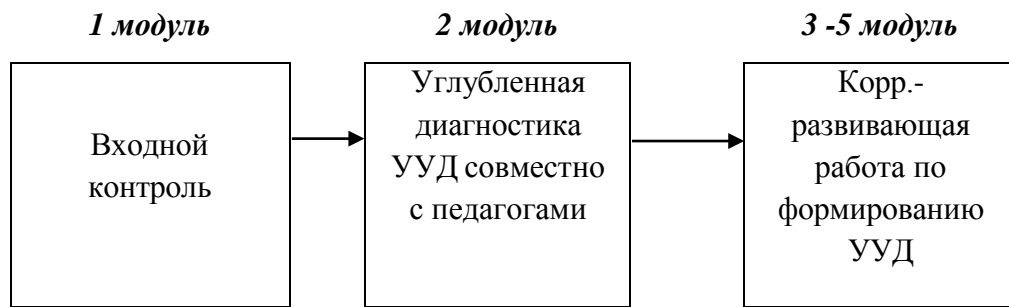 1 модуль
2 модуль
3 -5 модуль
Входной
контроль
Углубленная
диагностика
УУД совместно
с педагогами
Корр.-
развивающая
работа по
формированию
УУД